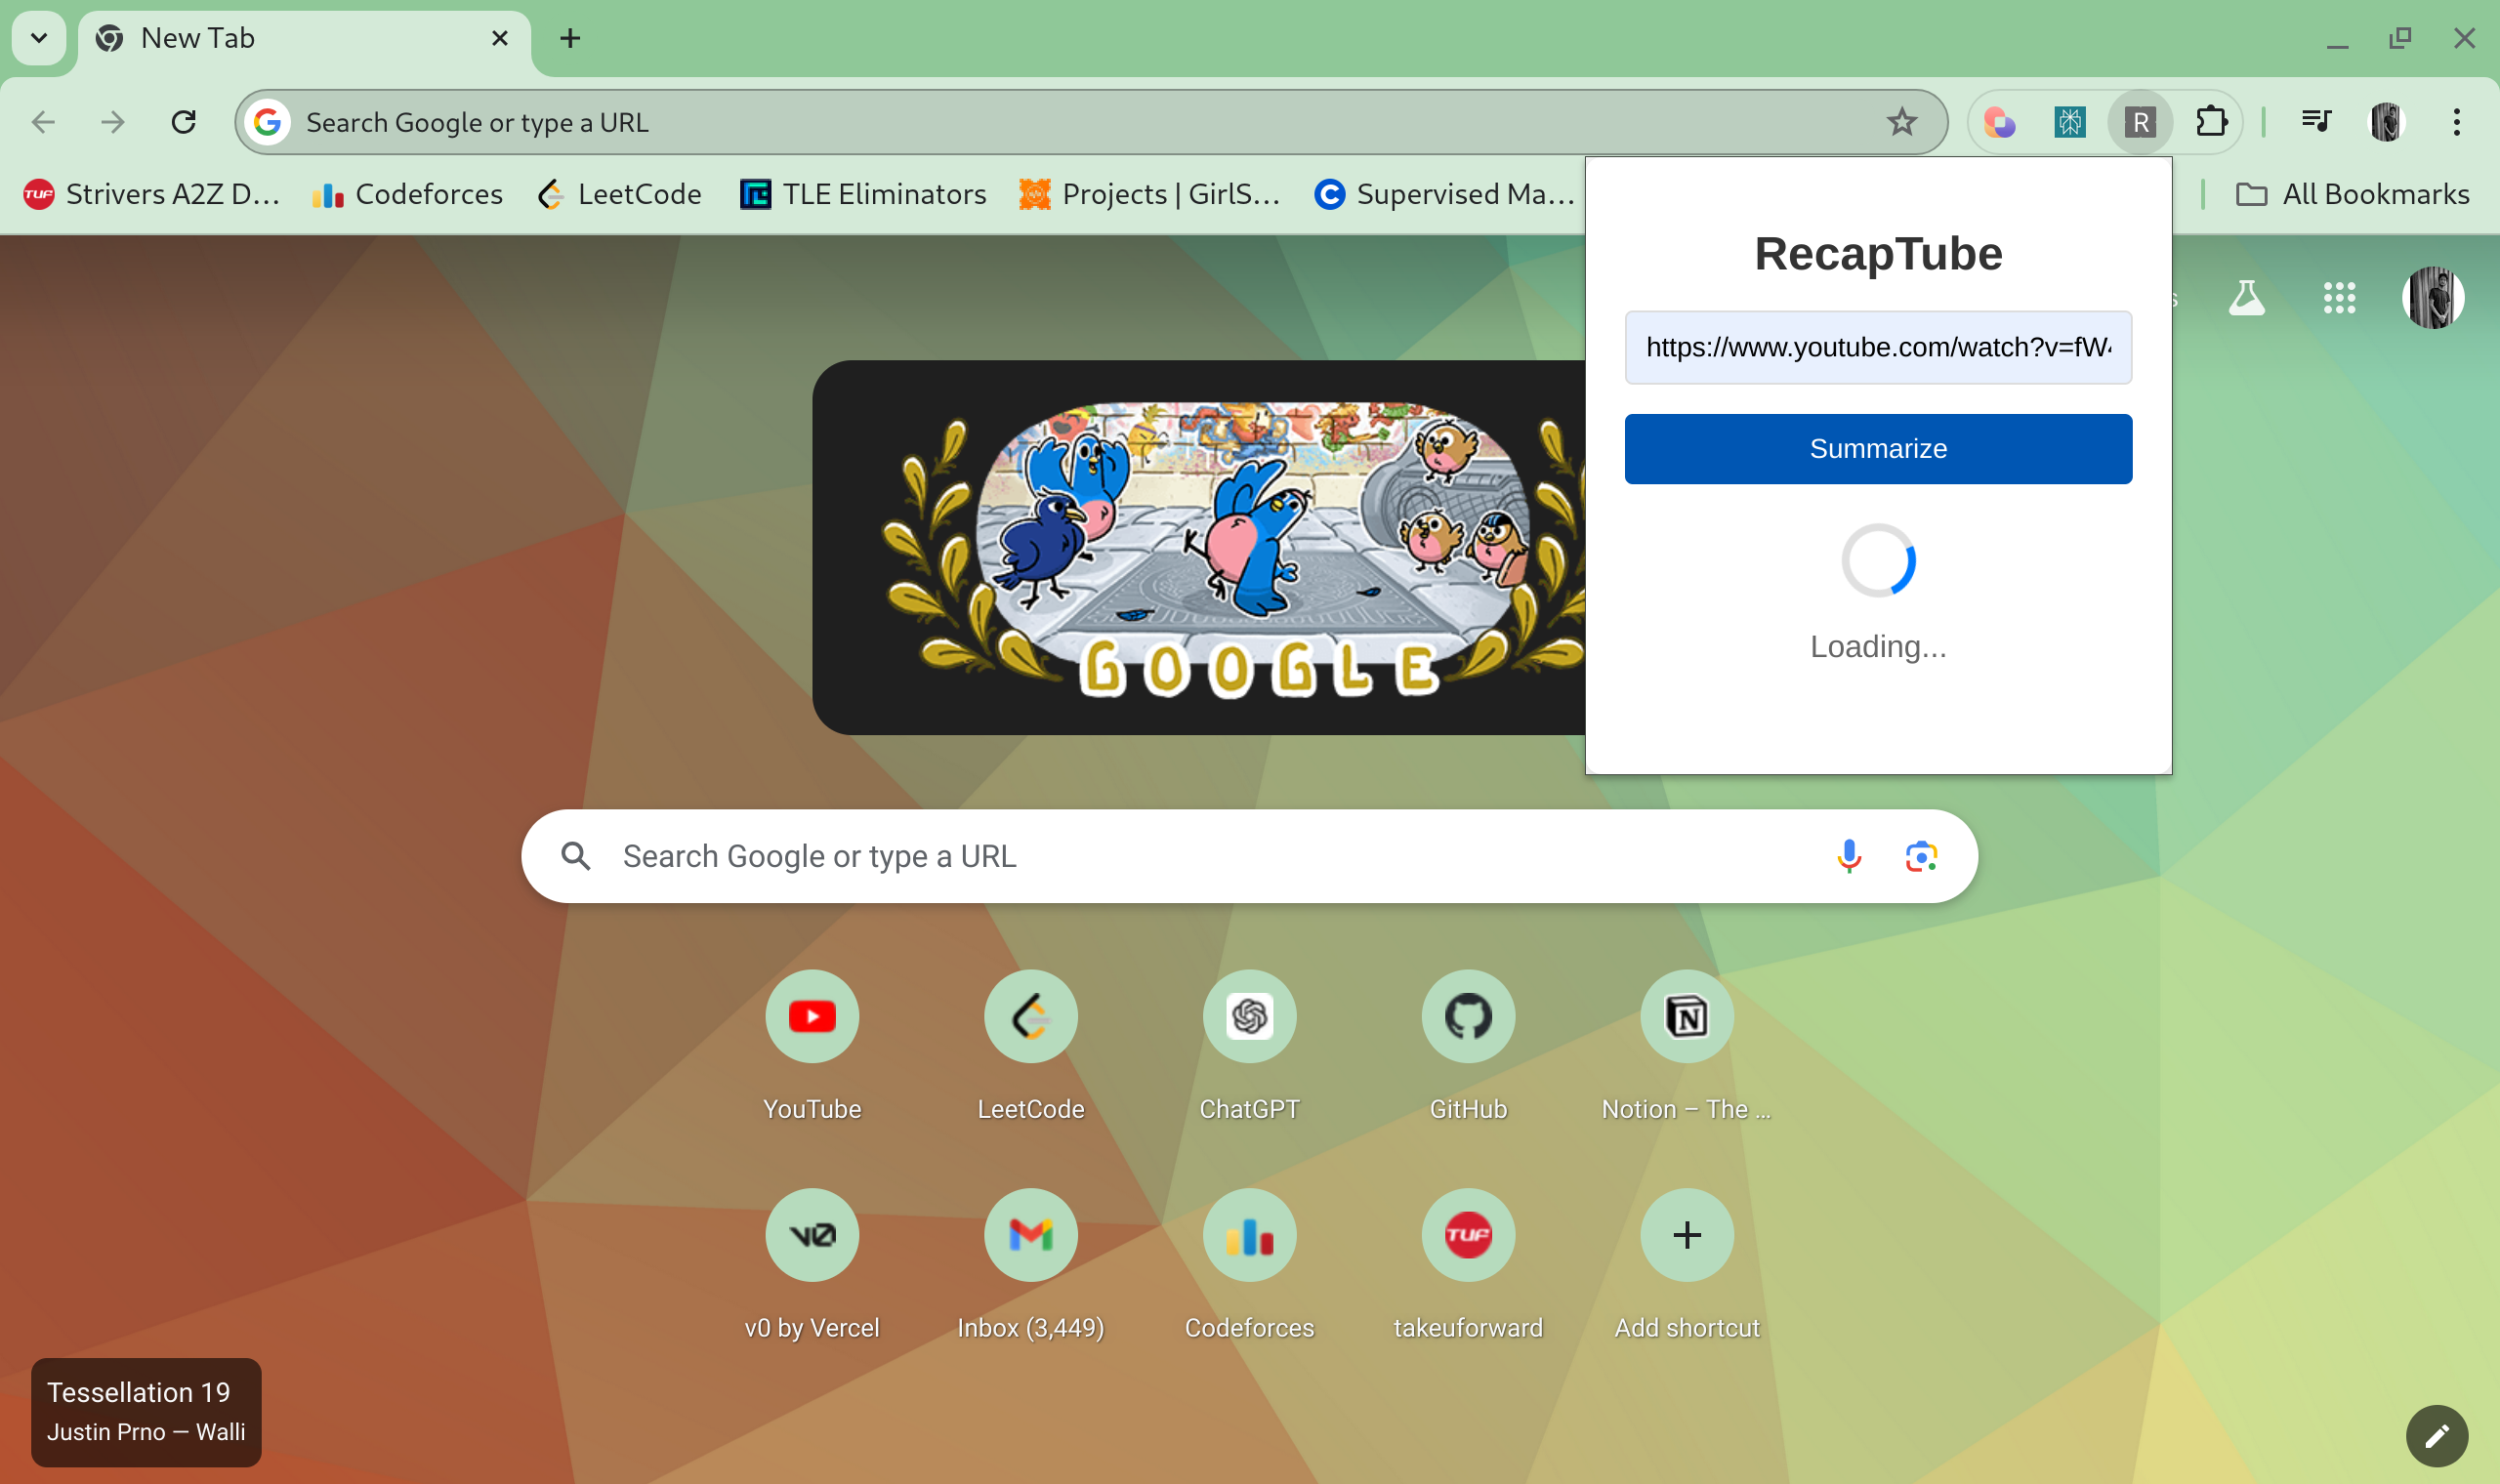 New Tab
Search Google or type a URL
R
TUF Strivers A2Z D... Codeforces LeetCode TLE Eliminators Projects | GirlS... Supervised Ma... All Bookmarks
RecapTube
https://www.youtube.com/watch?v=fW
Summarize
Loading...
GOOGLE
Search Google or type a URL
YouTube LeetCode ChatGPT GitHub Notion – The ...
v0 by Vercel Inbox (3,449) Codeforces takeuforward Add shortcut
Tessellation 19
Justin Prno — Walli